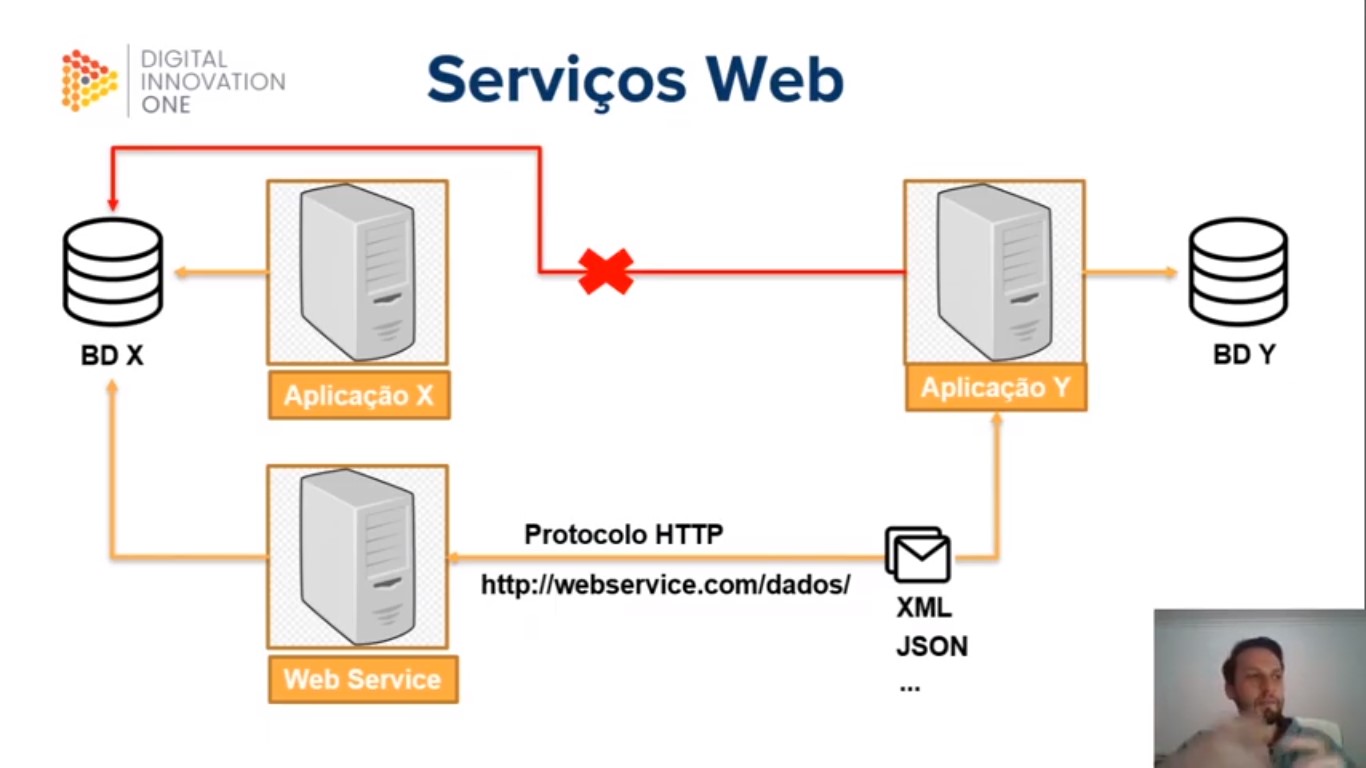 DIGITAL
INNOVATION
ONE
Serviços Web
BD X
BD Y
Aplicação X
Aplicação Y
Protocolo HTTP
http://webservice.com/dados/
XML
JSON
...
Web Service